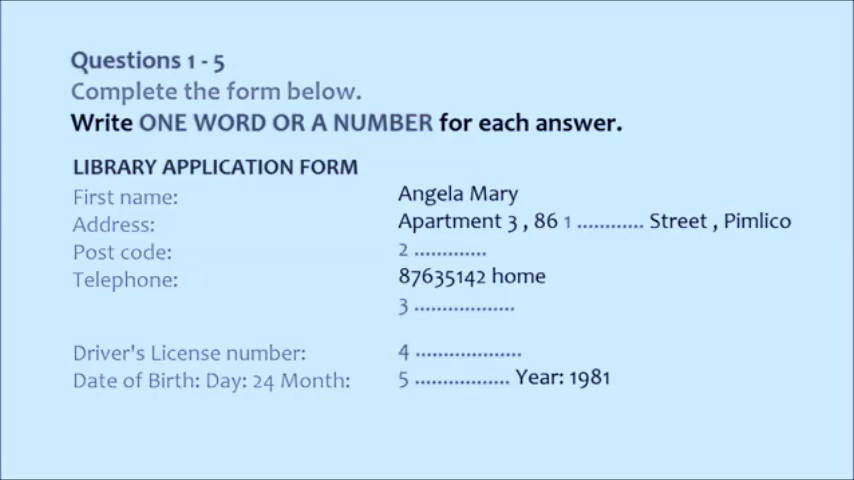 Questions 1 - 5
Complete the form below.
Write ONE WORD OR A NUMBER for each answer.
LIBRARY APPLICATION FORM
First name: Angela Mary
Address: Apartment 3 , 86 1 ............ Street , Pimlico
Post code: 2 .............
Telephone: 87635142 home
3 ..................
Driver's License number: 4 ...................
Date of Birth: Day: 24 Month: 5 ................. Year: 1981